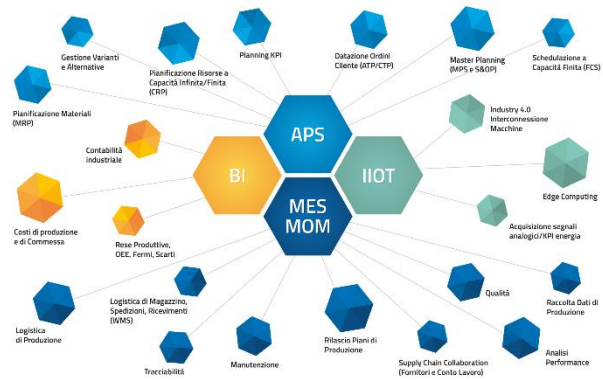 Gestione Varianti
e Alternative
Pianificazione Risorse a
Capacità Infinita/Finita
(CRP)
Planning KPI
Datazione Ordini
Cliente (ATP/CTP)
Master Planning
(MPS e S&OP)
Schedulazione a
Capacità Finita (FCS)
Pianificazione Materiali
(MRP)
APS
Industry 4.0
Interconnessione
Macchine
Contabilità
industriale
BI
IIOT
Edge Computing
MES
MOM
Costi di produzione
e di Commessa
Rese Produttive,
OEE, Fermi, Scarti
Acquisizione segnali
analogici/KPI energia
Logistica
di Produzione
Logistica di Magazzino,
Spedizioni, Ricevimenti
(WMS)
Tracciabilità
Manutenzione
Rilascio Piani di
Produzione
Supply Chain Collaboration
(Fornitori e Conto Lavoro)
Qualità
Analisi
Performance
Raccolta Dati di
Produzione